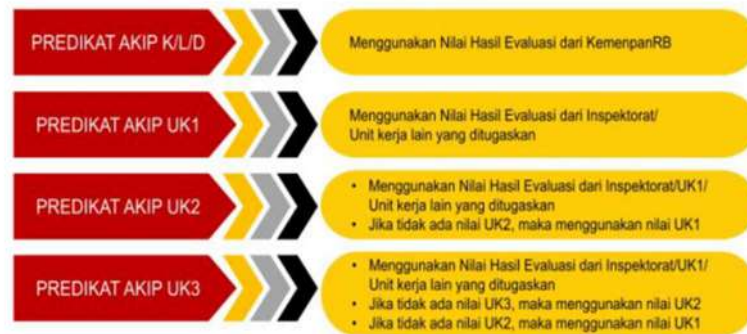 PREDIKAT AKIP K/L/D
Menggunakan Nilai Hasil Evaluasi dari KemenpanRB
PREDIKAT AKIP UK1
Menggunakan Nilai Hasil Evaluasi dari Inspektorat/
Unit kerja lain yang ditugaskan
PREDIKAT AKIP UK2
• Menggunakan Nilai Hasil Evaluasi dari Inspektorat/UK1/
Unit kerja lain yang ditugaskan
• Jika tidak ada nilai UK2, maka menggunakan nilai UK1
PREDIKAT AKIP UK3
• Menggunakan Nilai Hasil Evaluasi dari Inspektorat/UK1/
Unit kerja lain yang ditugaskan
• Jika tidak ada nilai UK3, maka menggunakan nilai UK2
• Jika tidak ada nilai UK2, maka menggunakan nilai UK1